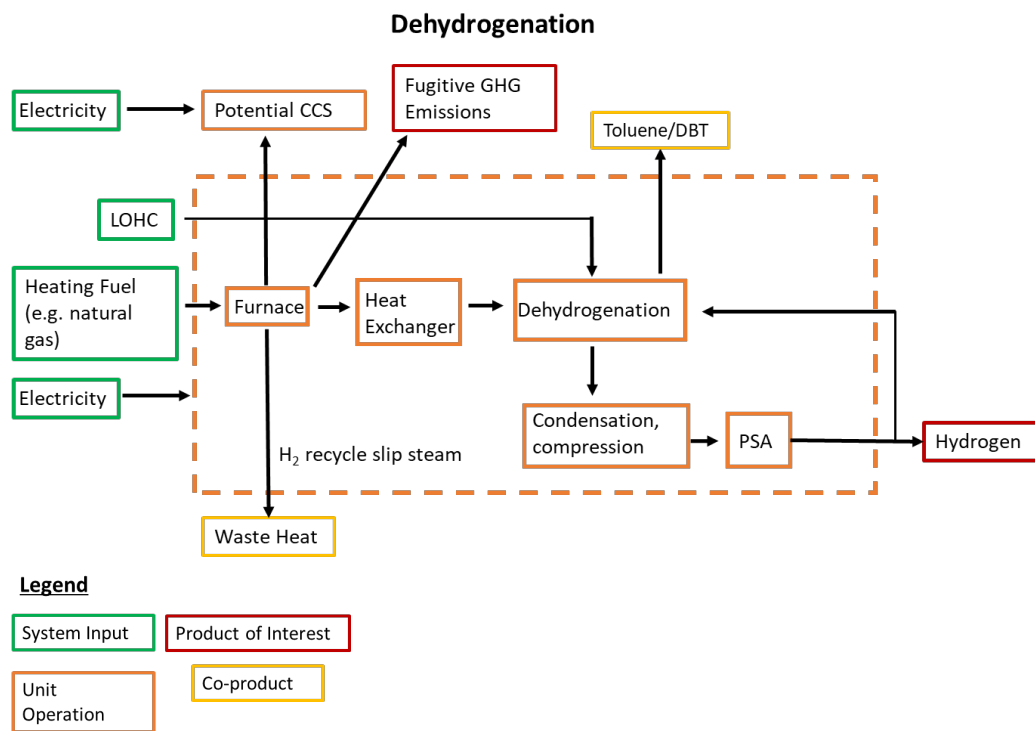 Dehydrogenation
Electricity
Potential CCS
Fugitive GHG
Emissions
Toluene/DBT
LOHC
Heating Fuel
(e.g. natural
gas)
Furnace
Heat
Exchanger
Dehydrogenation
Electricity
Condensation,
compression
PSA
Hydrogen
H₂ recycle slip steam
Waste Heat
Legend
System Input
Product of Interest
Unit
Operation
Co-product